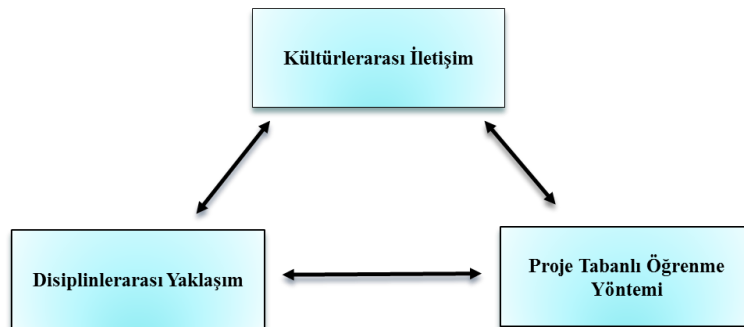 Kültürlerarası İletişim
Disiplinlerarası Yaklaşım
Proje Tabanlı Öğrenme
Yöntemi